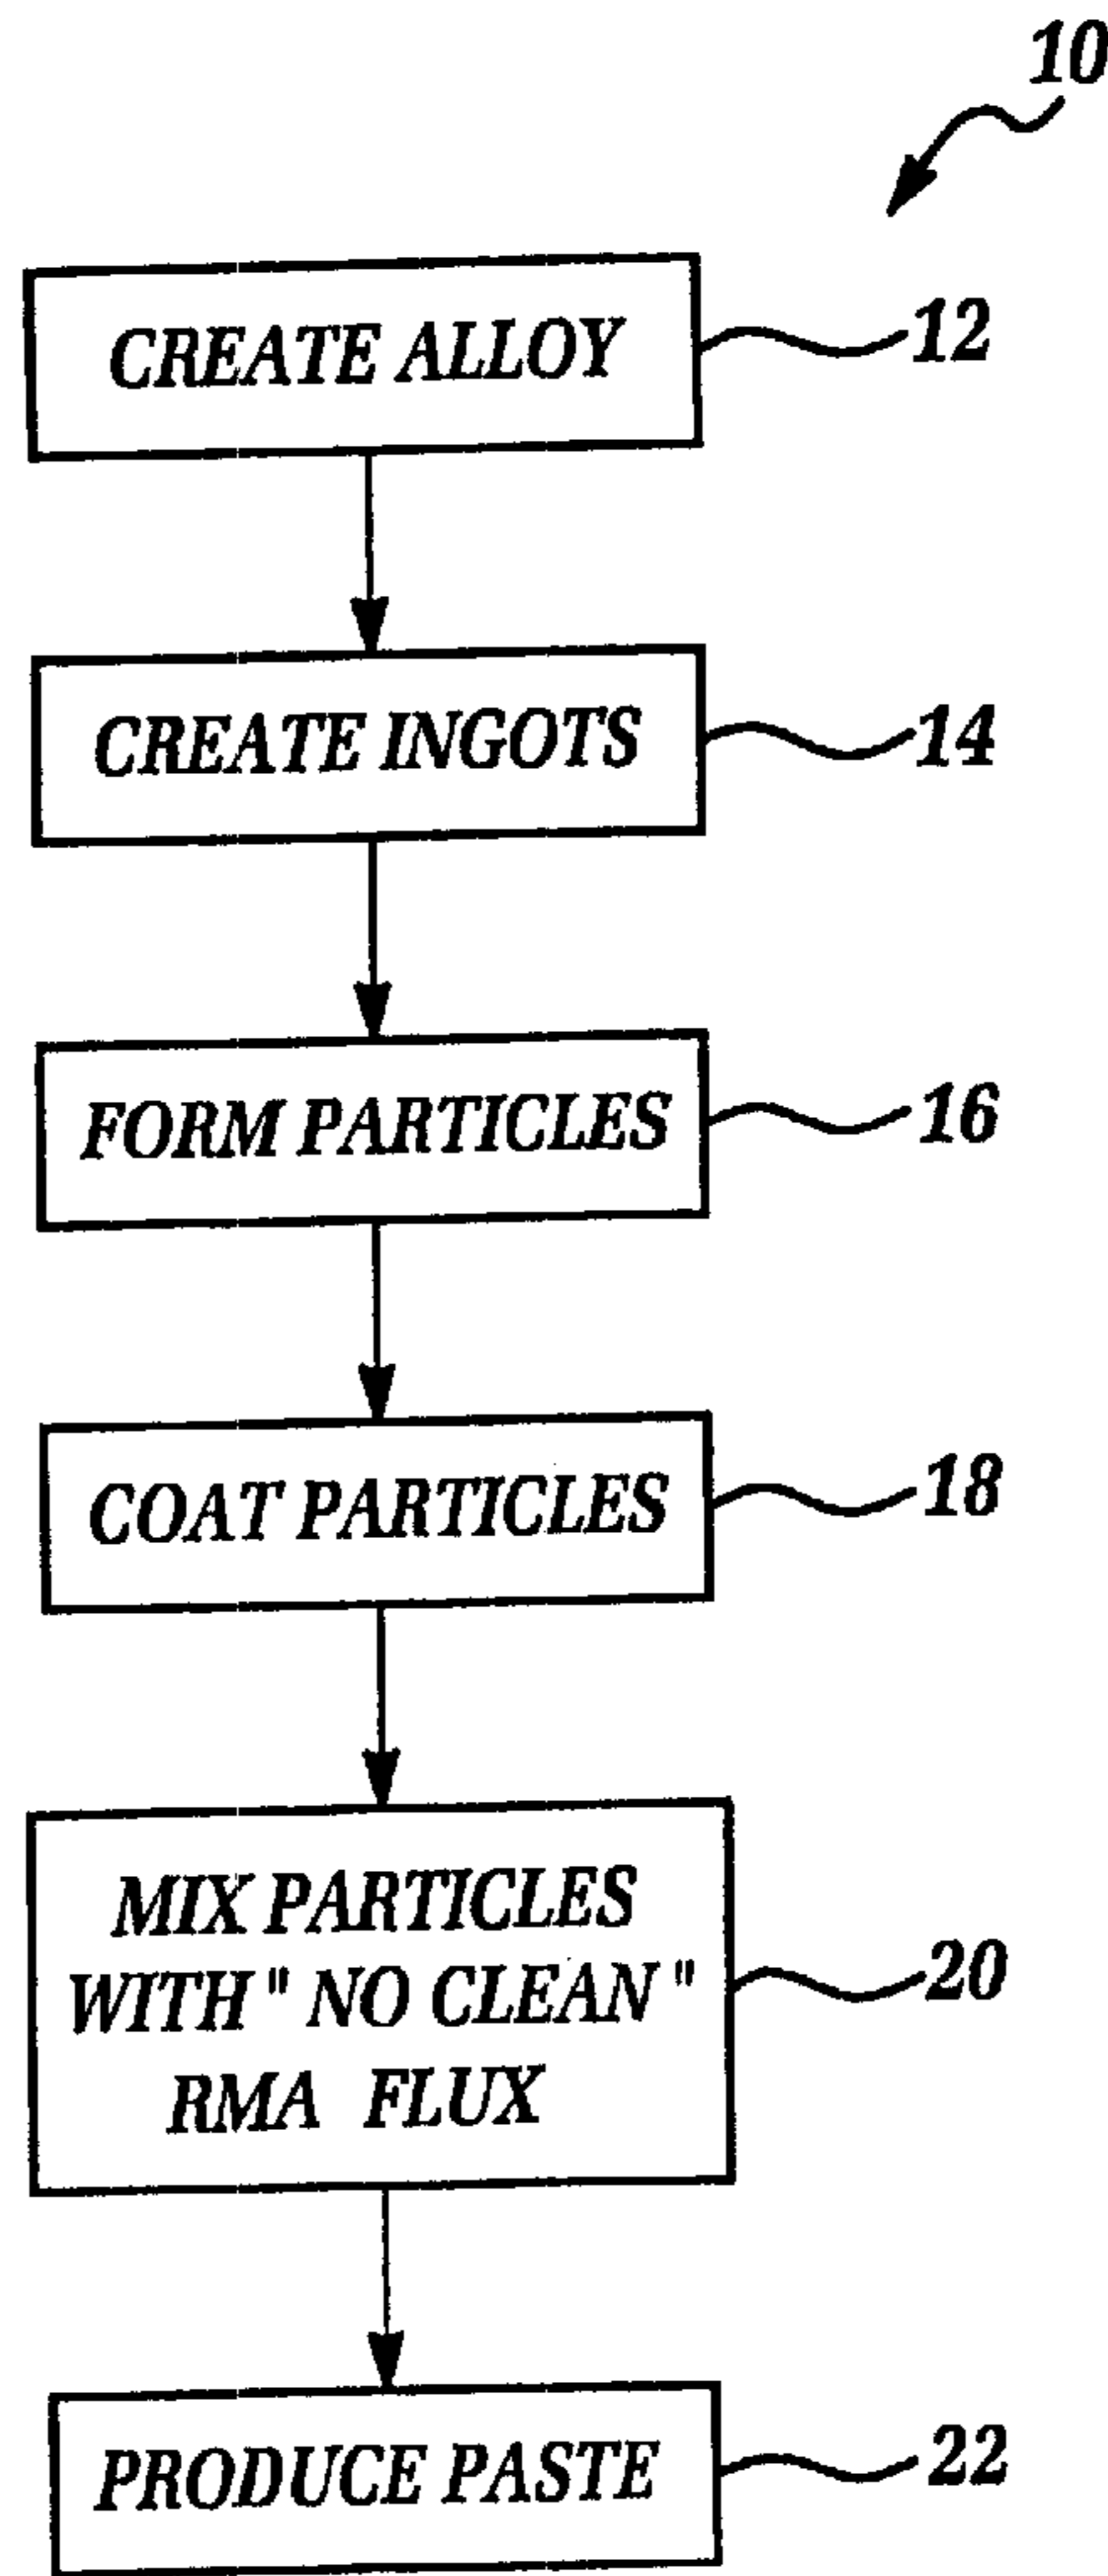 10
CREATE ALLOY
12
CREATE INGOTS
14
FORM PARTICLES
16
COAT PARTICLES
18
MIX PARTICLES
WITH " NO CLEAN "
RMA FLUX
20
PRODUCE PASTE
22